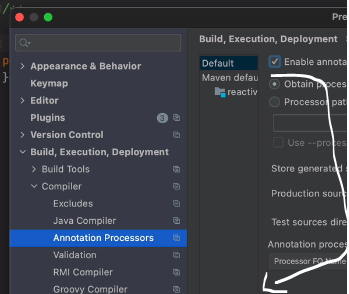 Pre
Build, Execution, Deployment ›
Appearance & Behavior
Keymap
Editor
Plugins 3
Version Control
Build, Execution, Deployment
Build Tools
Compiler
Excludes
Java Compiler
Annotation Processors
Validation
RMI Compiler
Groovy Compiler
Default
Maven defau
reactiv
Enable annota
Obtain proces
Processor pat
Use --proces
Store generated s
Production sourc
Test sources dire
Annotation proces
Processor FQ Name